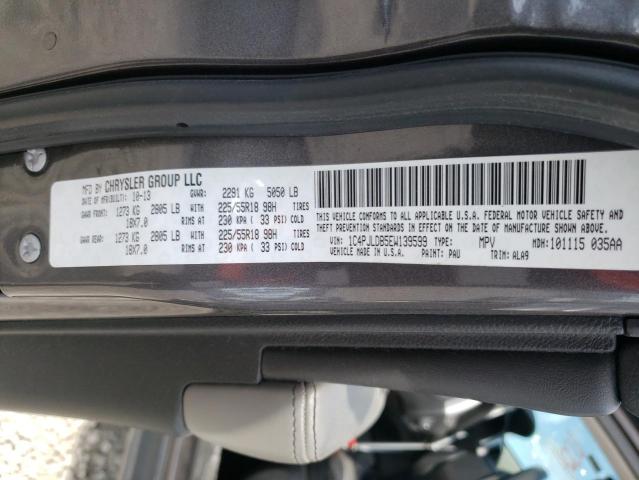 MFD BY CHRYSLER GROUP LLC
DATE OF MFR(BUILT): 10-13 GVWR: 2291 KG 5050 LB
GAWR FRONT: 1273 KG 2805 LB 225/55R18 98H TIRES
18X7.0 RIMS AT 230 KPA ( 33 PSI) COLD
GAWR REAR: 1273 KG 2805 LB 225/55R18 98H TIRES
18X7.0 RIMS AT 230 KPA ( 33 PSI) COLD
THIS VEHICLE CONFORMS TO ALL APPLICABLE U.S.A. FEDERAL MOTOR VEHICLE SAFETY AND
THEFT PREVENTION STANDARDS IN EFFECT ON THE DATE OF MANUFACTURE SHOWN ABOVE.
VIN: 1C4PJLDB5EW139599 TYPE: MPV MDH:101115 035AA
VEHICLE MADE IN U.S.A. PAINT: PAU TRIM: ALA9